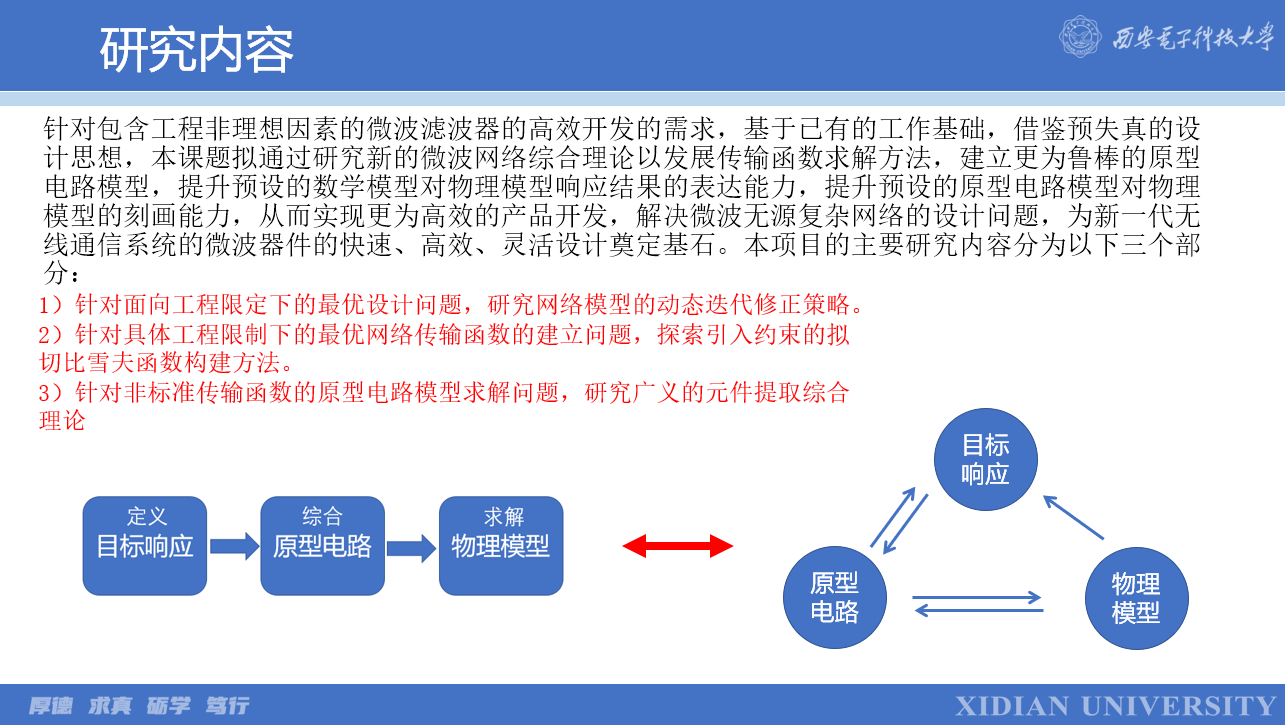 研究内容
西安电子科技大学
针对包含工程非理想因素的微波滤波器的高效开发的需求，基于已有的工作基础，借鉴预失真的设
计思想，本课题拟通过研究新的微波网络综合理论以发展传输函数求解方法，建立更为鲁棒的原型
电路模型，提升预设的数学模型对物理模型响应结果的表达能力，提升预设的原型电路模型对物理
模型的刻画能力，从而实现更为高效的产品开发，解决微波无源复杂网络的设计问题，为新一代无
线通信系统的微波器件的快速、高效、灵活设计奠定基石。本项目的主要研究内容分为以下三个部
分：
1）针对面向工程限定下的最优设计问题，研究网络模型的动态迭代修正策略。
2）针对具体工程限制下的最优网络传输函数的建立问题，探索引入约束的拟
切比雪夫函数构建方法。
3）针对非标准传输函数的原型电路模型求解问题，研究广义的元件提取综合
理论
定义
目标响应
综合
原型电路
求解
物理模型
目标
响应
原型
电路
物理
模型
厚德 求真 砺学 笃行
XIDIAN UNIVERSITY